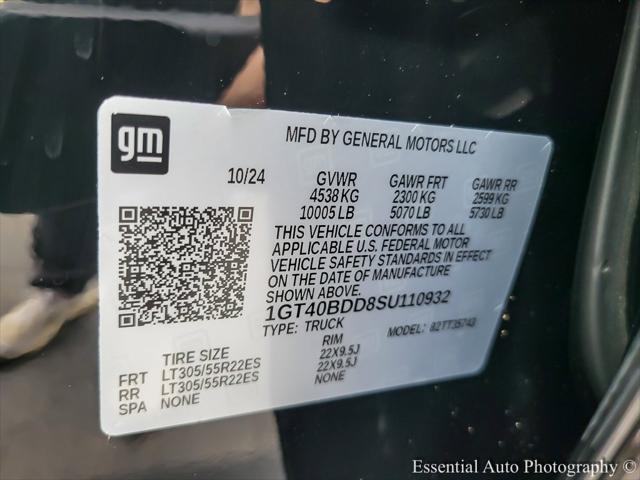 gm
MFD BY GENERAL MOTORS LLC
10/24 GVWR GAWR FRT GAWR RR
4538 KG 2300 KG 2599 KG
10005 LB 5070 LB 5730 LB
THIS VEHICLE CONFORMS TO ALL
APPLICABLE U.S. FEDERAL MOTOR
VEHICLE SAFETY STANDARDS IN EFFECT
ON THE DATE OF MANUFACTURE
SHOWN ABOVE.
1GT40BDD8SU110932
TYPE: TRUCK MODEL: 82TT35743
TIRE SIZE RIM
FRT LT305/55R22ES 22X9.5J
RR LT305/55R22ES 22X9.5J
SPA NONE NONE
Essential Auto Photography ©